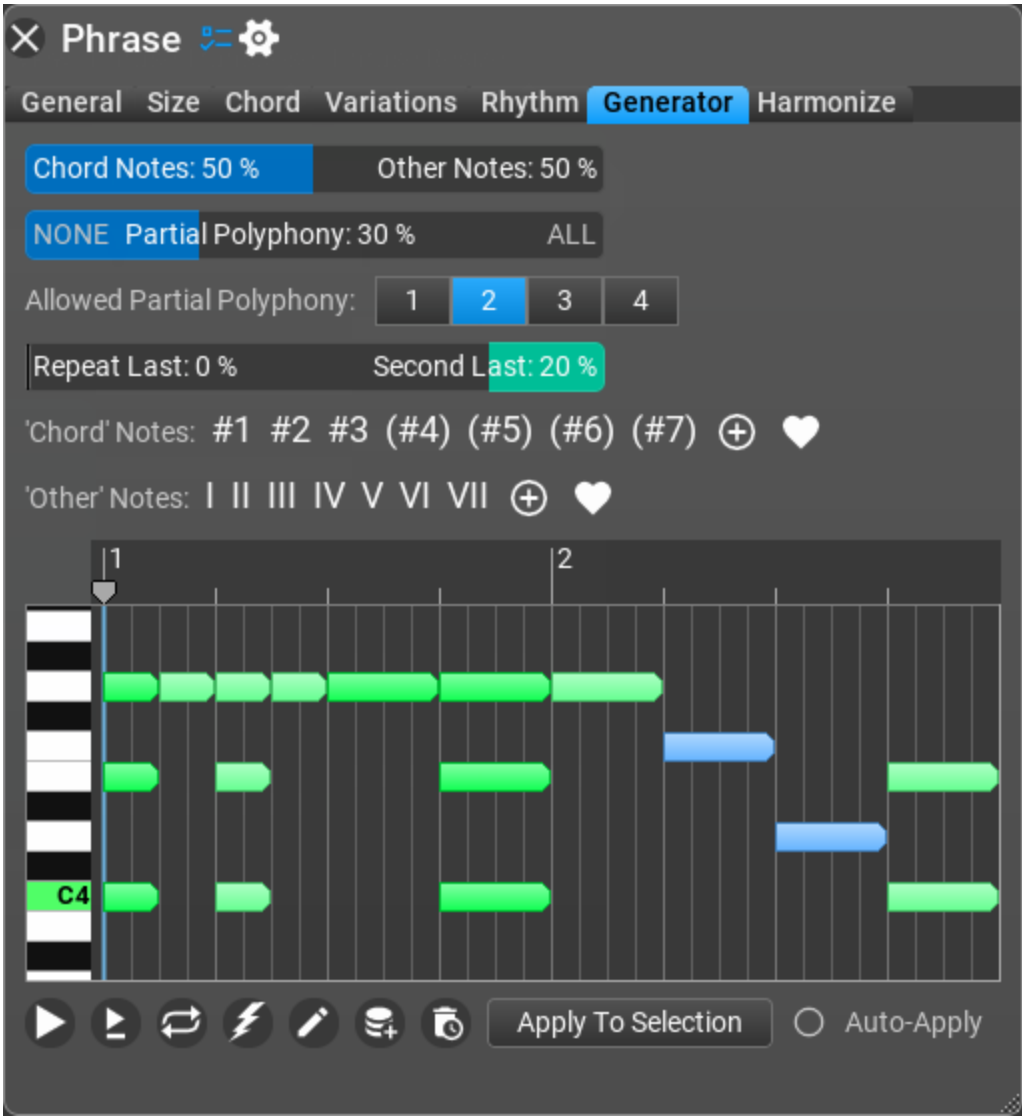 Phrase
General Size Chord Variations Rhythm Generator Harmonize
Chord Notes: 50 % Other Notes: 50 %
NONE Partial Polyphony: 30 % ALL
Allowed Partial Polyphony: 1 2 3 4
Repeat Last: 0 % Second Last: 20 %
'Chord' Notes: #1 #2 #3 (#4) (#5) (#6) (#7)
'Other' Notes: I II III IV V VI VII
1 2
C4
Apply To Selection Auto-Apply